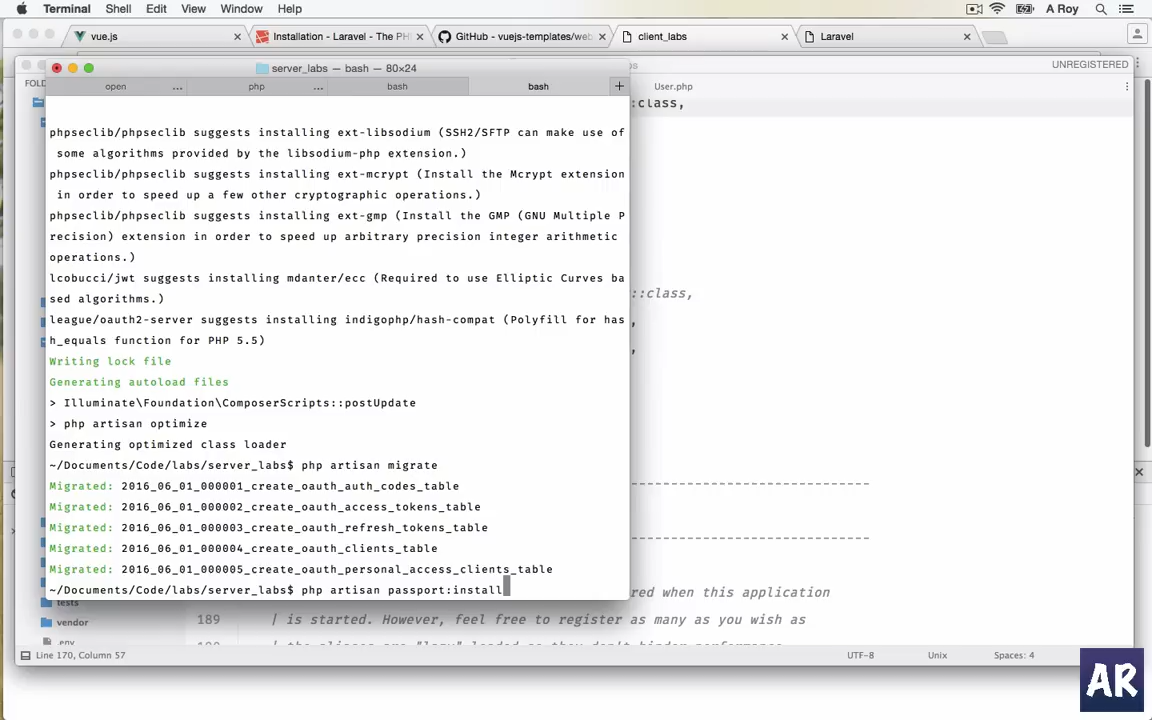 Terminal Shell Edit View Window Help A Roy
vue.js Installation - Laravel - The PH GitHub - vuejs-templates/web client_labs Laravel
server_labs — bash — 80×24 UNREGISTERED
FOL open ... php ... bash bash + User.php
::class,
phpseclib/phpseclib suggests installing ext-libsodium (SSH2/SFTP can make use of
some algorithms provided by the libsodium-php extension.)
phpseclib/phpseclib suggests installing ext-mcrypt (Install the Mcrypt extension
in order to speed up a few other cryptographic operations.)
phpseclib/phpseclib suggests installing ext-gmp (Install the GMP (GNU Multiple P
recision) extension in order to speed up arbitrary precision integer arithmetic
operations.)
lcobucci/jwt suggests installing mdanter/ecc (Required to use Elliptic Curves ba
sed algorithms.)
::class,
league/oauth2-server suggests installing indigophp/hash-compat (Polyfill for has
h_equals function for PHP 5.5)
Writing lock file
Generating autoload files
> Illuminate\Foundation\ComposerScripts::postUpdate
> php artisan optimize
Generating optimized class loader
~/Documents/Code/labs/server_labs$ php artisan migrate
Migrated: 2016_06_01_000001_create_oauth_auth_codes_table
Migrated: 2016_06_01_000002_create_oauth_access_tokens_table
Migrated: 2016_06_01_000003_create_oauth_refresh_tokens_table
Migrated: 2016_06_01_000004_create_oauth_clients_table
Migrated: 2016_06_01_000005_create_oauth_personal_access_clients_table
~/Documents/Code/labs/server_labs$ php artisan passport:install
red when this application
tests
189 | is started. However, feel free to register as many as you wish as
vendor
.env
Line 170, Column 57 UTF-8 Unix Spaces: 4
AR